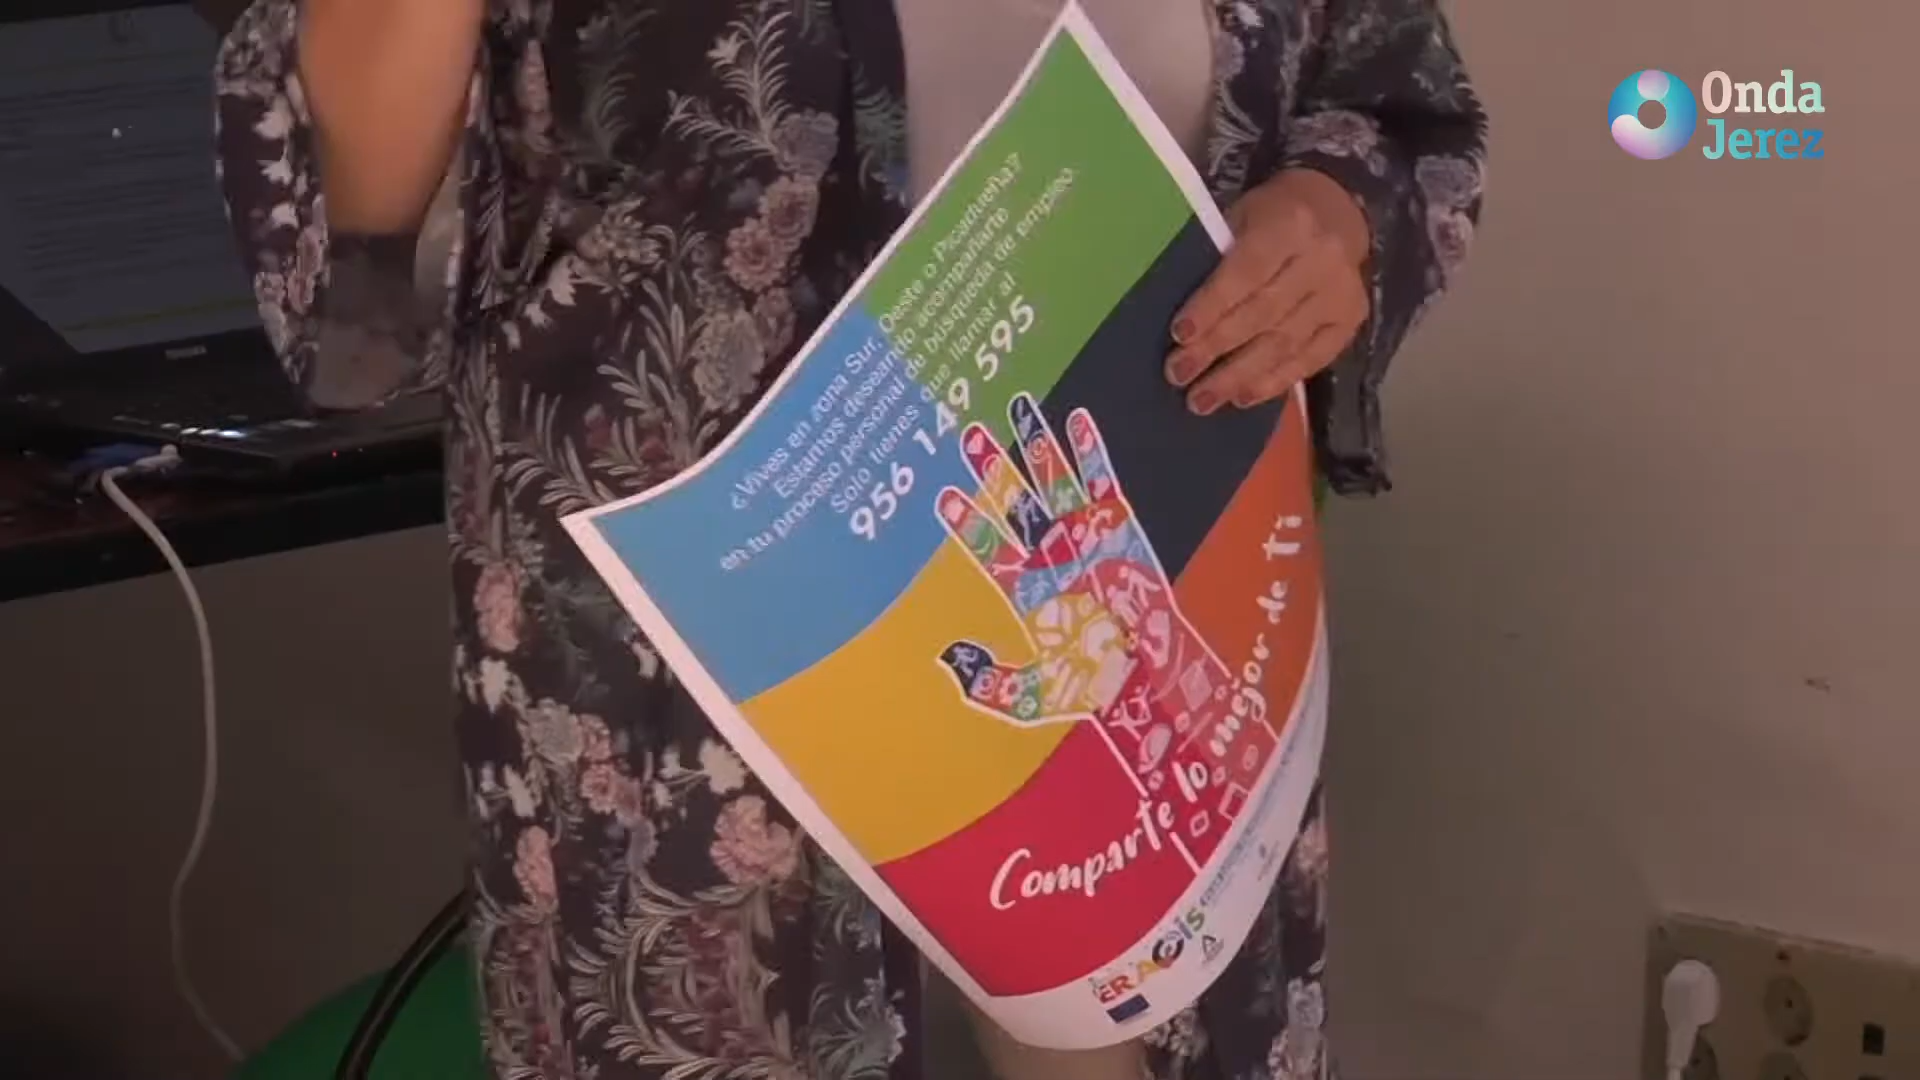 Onda
Jerez
¿Vives en zona Sur, Oeste o Picadueña?
Estamos deseando acompañarte
en tu proceso personal de búsqueda de empleo.
Solo tienes que llamar al
956 149 595
Comparte lo mejor de ti
ERACIS